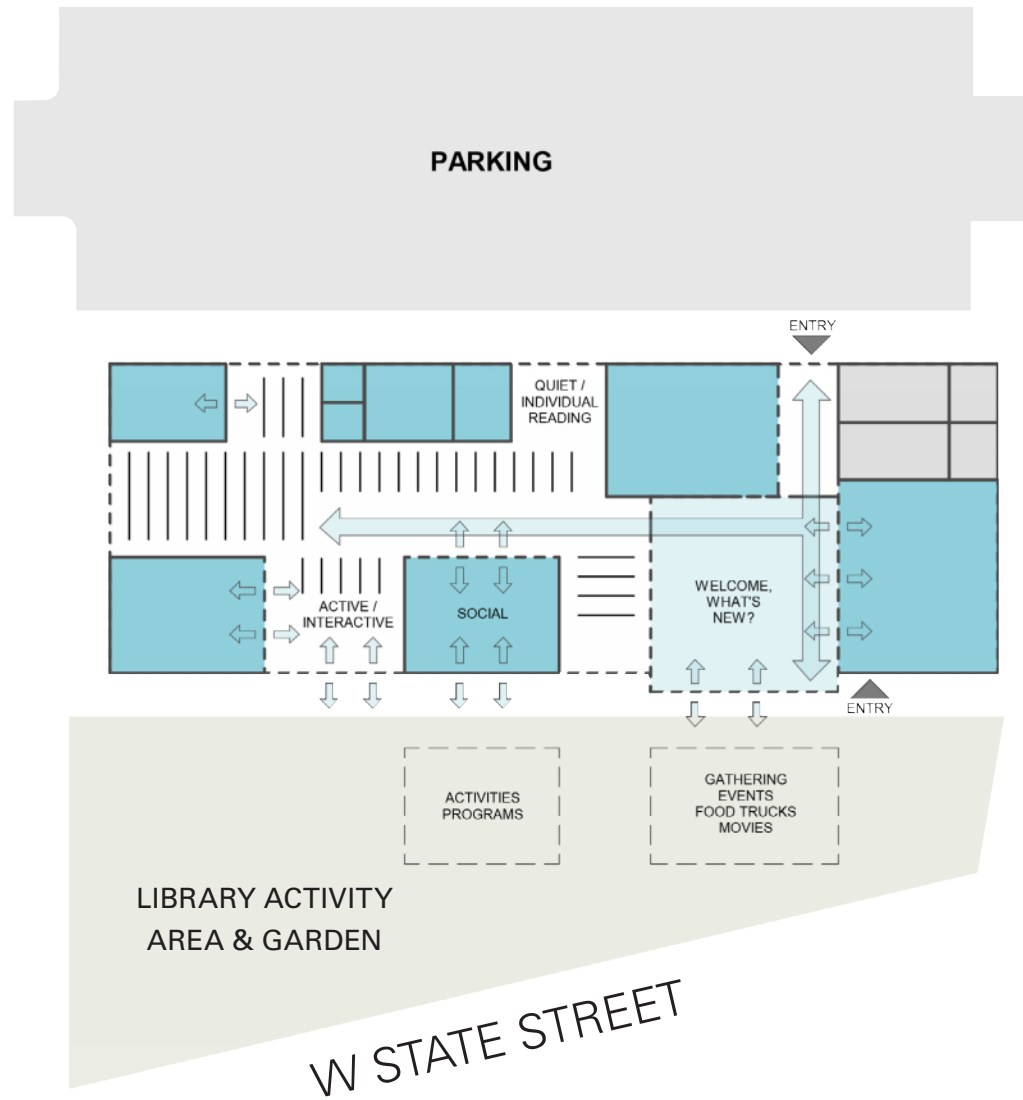 PARKING
ENTRY
QUIET /
INDIVIDUAL
READING
WELCOME,
WHAT'S
NEW?
ACTIVE /
INTERACTIVE
SOCIAL
ENTRY
ACTIVITIES
PROGRAMS
GATHERING
EVENTS
FOOD TRUCKS
MOVIES
LIBRARY ACTIVITY
AREA & GARDEN
W STATE STREET